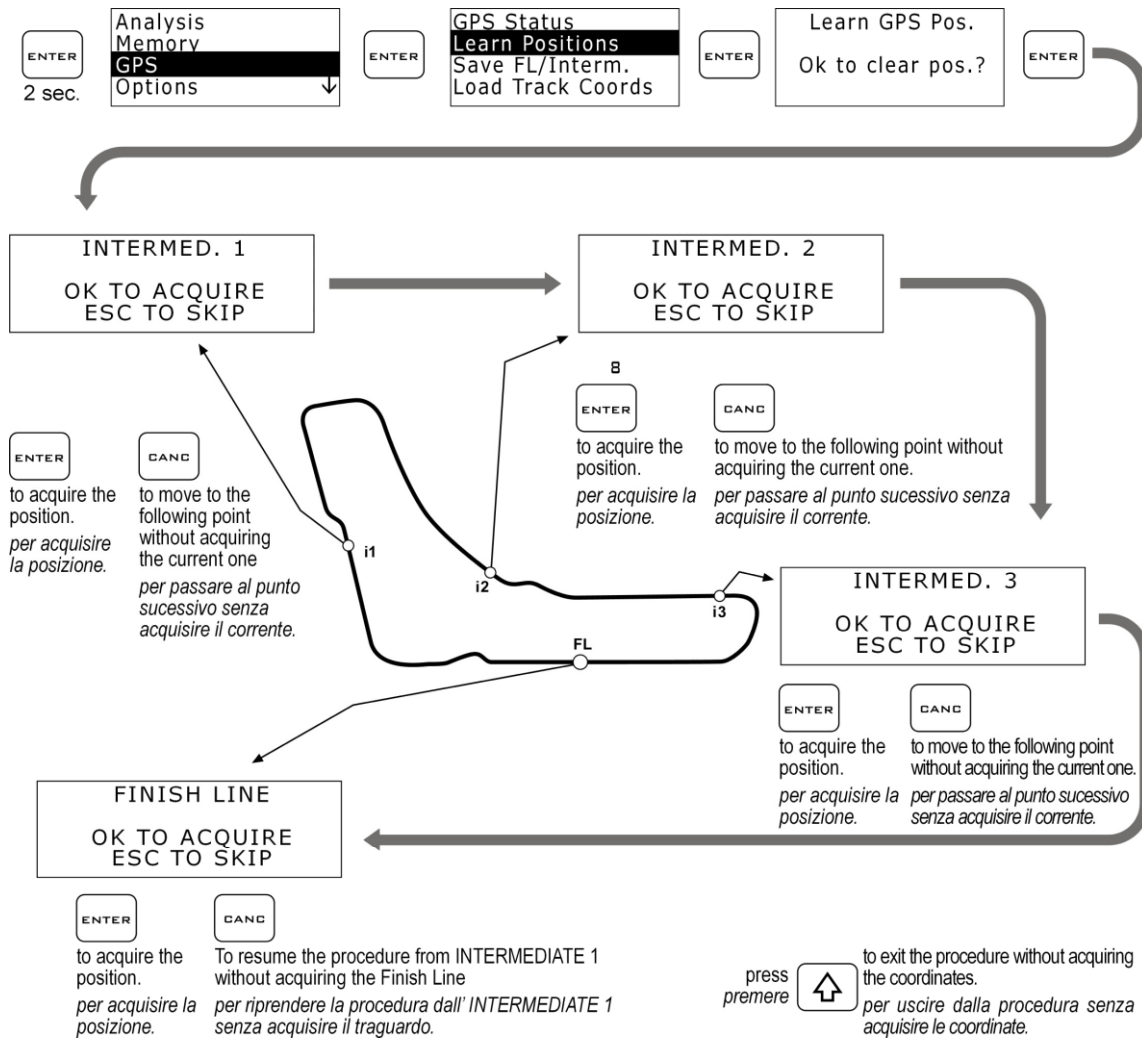 ENTER
2 sec.
Analysis
Memory
GPS
Options
ENTER
GPS Status
Learn Positions
Save FL/Interm.
Load Track Coords
ENTER
Learn GPS Pos.
Ok to clear pos.?
ENTER
INTERMED. 1
OK TO ACQUIRE
ESC TO SKIP
INTERMED. 2
OK TO ACQUIRE
ESC TO SKIP
8
ENTER
to acquire the
position.
per acquisire la
posizione.
CANC
to move to the following point without
acquiring the current one.
per passare al punto sucessivo senza
acquisire il corrente.
ENTER
to acquire the
position.
per acquisire
la posizione.
CANC
to move to the
following point
without acquiring
the current one
per passare al punto
sucessivo senza
acquisire il corrente.
i1
i2
i3
FL
INTERMED. 3
OK TO ACQUIRE
ESC TO SKIP
ENTER
to acquire the
position.
per acquisire la
posizione.
CANC
to move to the following point
without acquiring the current one.
per passare al punto sucessivo
senza acquisire il corrente.
FINISH LINE
OK TO ACQUIRE
ESC TO SKIP
ENTER
to acquire the
position.
per acquisire la
posizione.
CANC
To resume the procedure from INTERMEDIATE 1
without acquiring the Finish Line
per riprendere la procedura dall' INTERMEDIATE 1
senza acquisire il traguardo.
press
premere
to exit the procedure without acquiring
the coordinates.
per uscire dalla procedura senza
acquisire le coordinate.